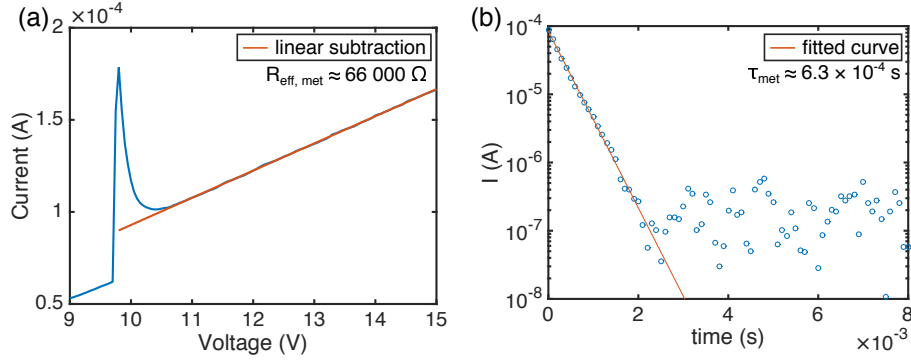 (a)
×10⁻⁴
2
1.5
1
0.5
Current (A)
linear subtraction
R_eff, met ≈ 66 000 Ω
9 10 11 12 13 14 15
Voltage (V)
(b)
10⁻⁴
10⁻⁵
10⁻⁶
10⁻⁷
10⁻⁸
I (A)
fitted curve
τ_met ≈ 6.3 × 10⁻⁴ s
0 2 4 6 8
×10⁻³
time (s)